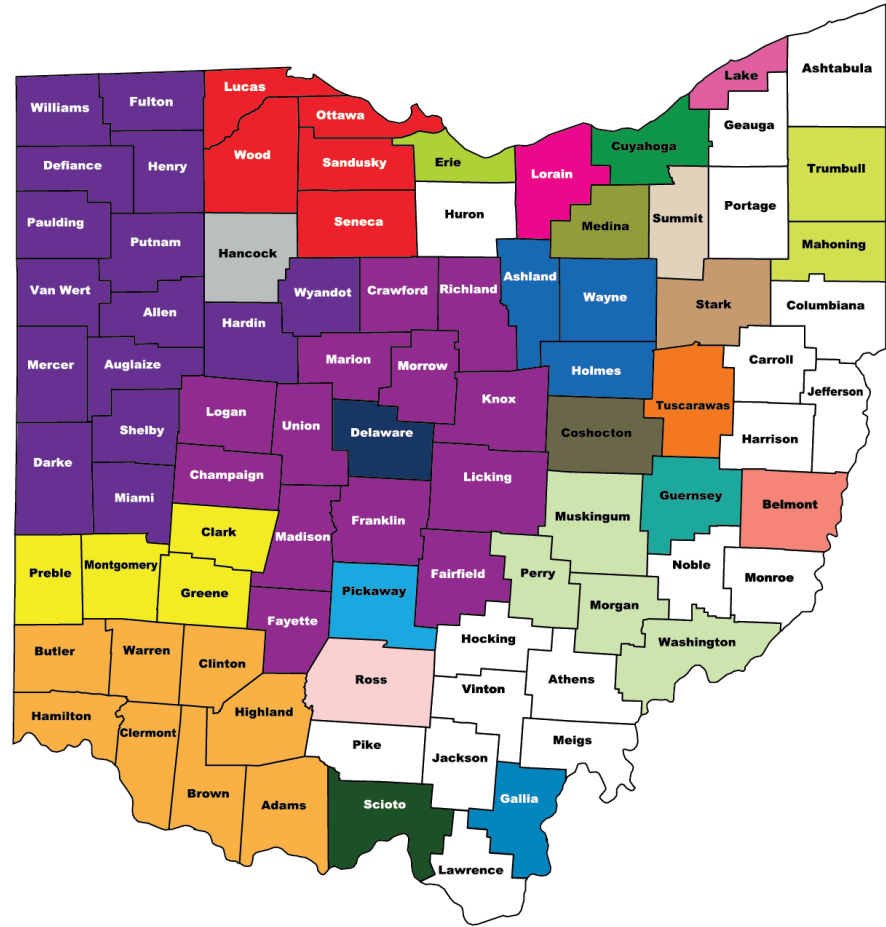 Lucas
Lake
Ashtabula
Williams
Fulton
Ottawa
Geauga
Wood
Cuyahoga
Defiance
Henry
Sandusky
Erie
Lorain
Trumbull
Paulding
Seneca
Huron
Medina
Summit
Portage
Putnam
Hancock
Mahoning
Van Wert
Wyandot
Crawford
Richland
Ashland
Wayne
Stark
Columbiana
Allen
Hardin
Mercer
Auglaize
Marion
Morrow
Holmes
Carroll
Jefferson
Knox
Tuscarawas
Logan
Union
Delaware
Coshocton
Harrison
Shelby
Darke
Champaign
Licking
Guernsey
Belmont
Miami
Muskingum
Clark
Franklin
Madison
Preble
Montgomery
Greene
Pickaway
Fairfield
Perry
Noble
Monroe
Morgan
Fayette
Hocking
Washington
Butler
Warren
Clinton
Ross
Vinton
Athens
Hamilton
Clermont
Highland
Pike
Jackson
Meigs
Brown
Adams
Scioto
Gallia
Lawrence